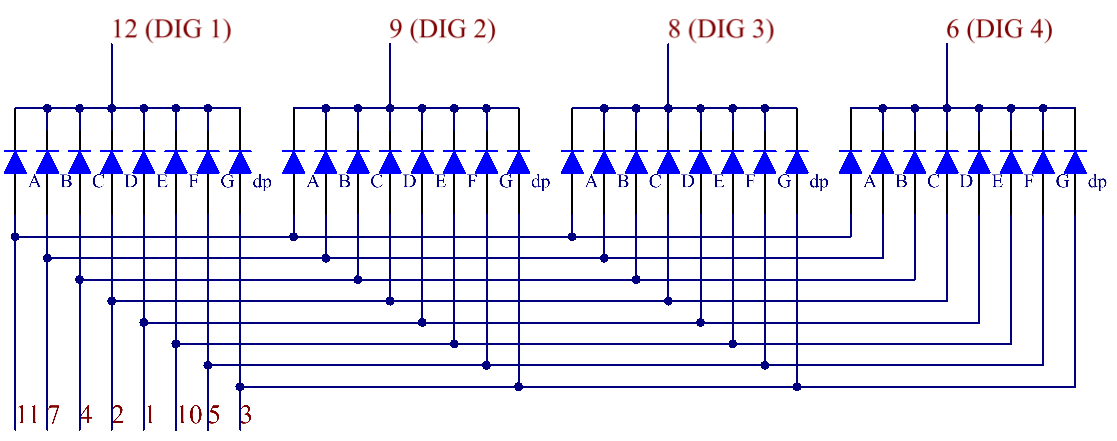 12 (DIG 1) 9 (DIG 2) 8 (DIG 3) 6 (DIG 4)
A B C D E F G dp A B C D E F G dp A B C D E F G dp A B C D E F G dp
11 7 4 2 1 10 5 3